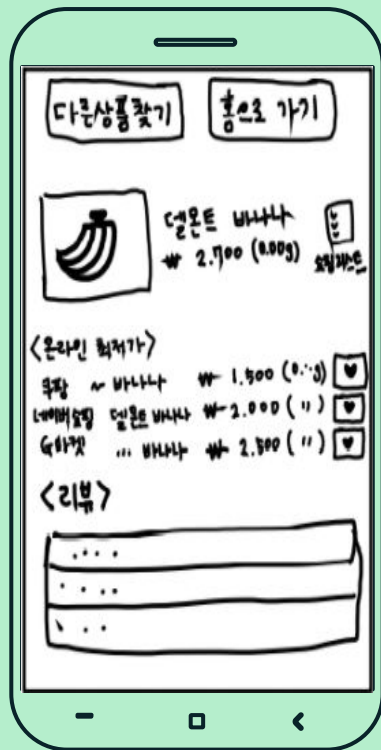 다른상품찾기 홈으로 가기
델몬트 바나나
₩ 2.700 (0.00g)
쇼핑리스트
<온라인 최저가>
쿠팡 ~ 바나나 ₩ 1.500 (0.··g)
네이버쇼핑 델몬트 바나나 ₩ 2.000 ( 〃 )
G마켓 ... 바나나 ₩ 2.500 ( 〃 )
<리뷰>